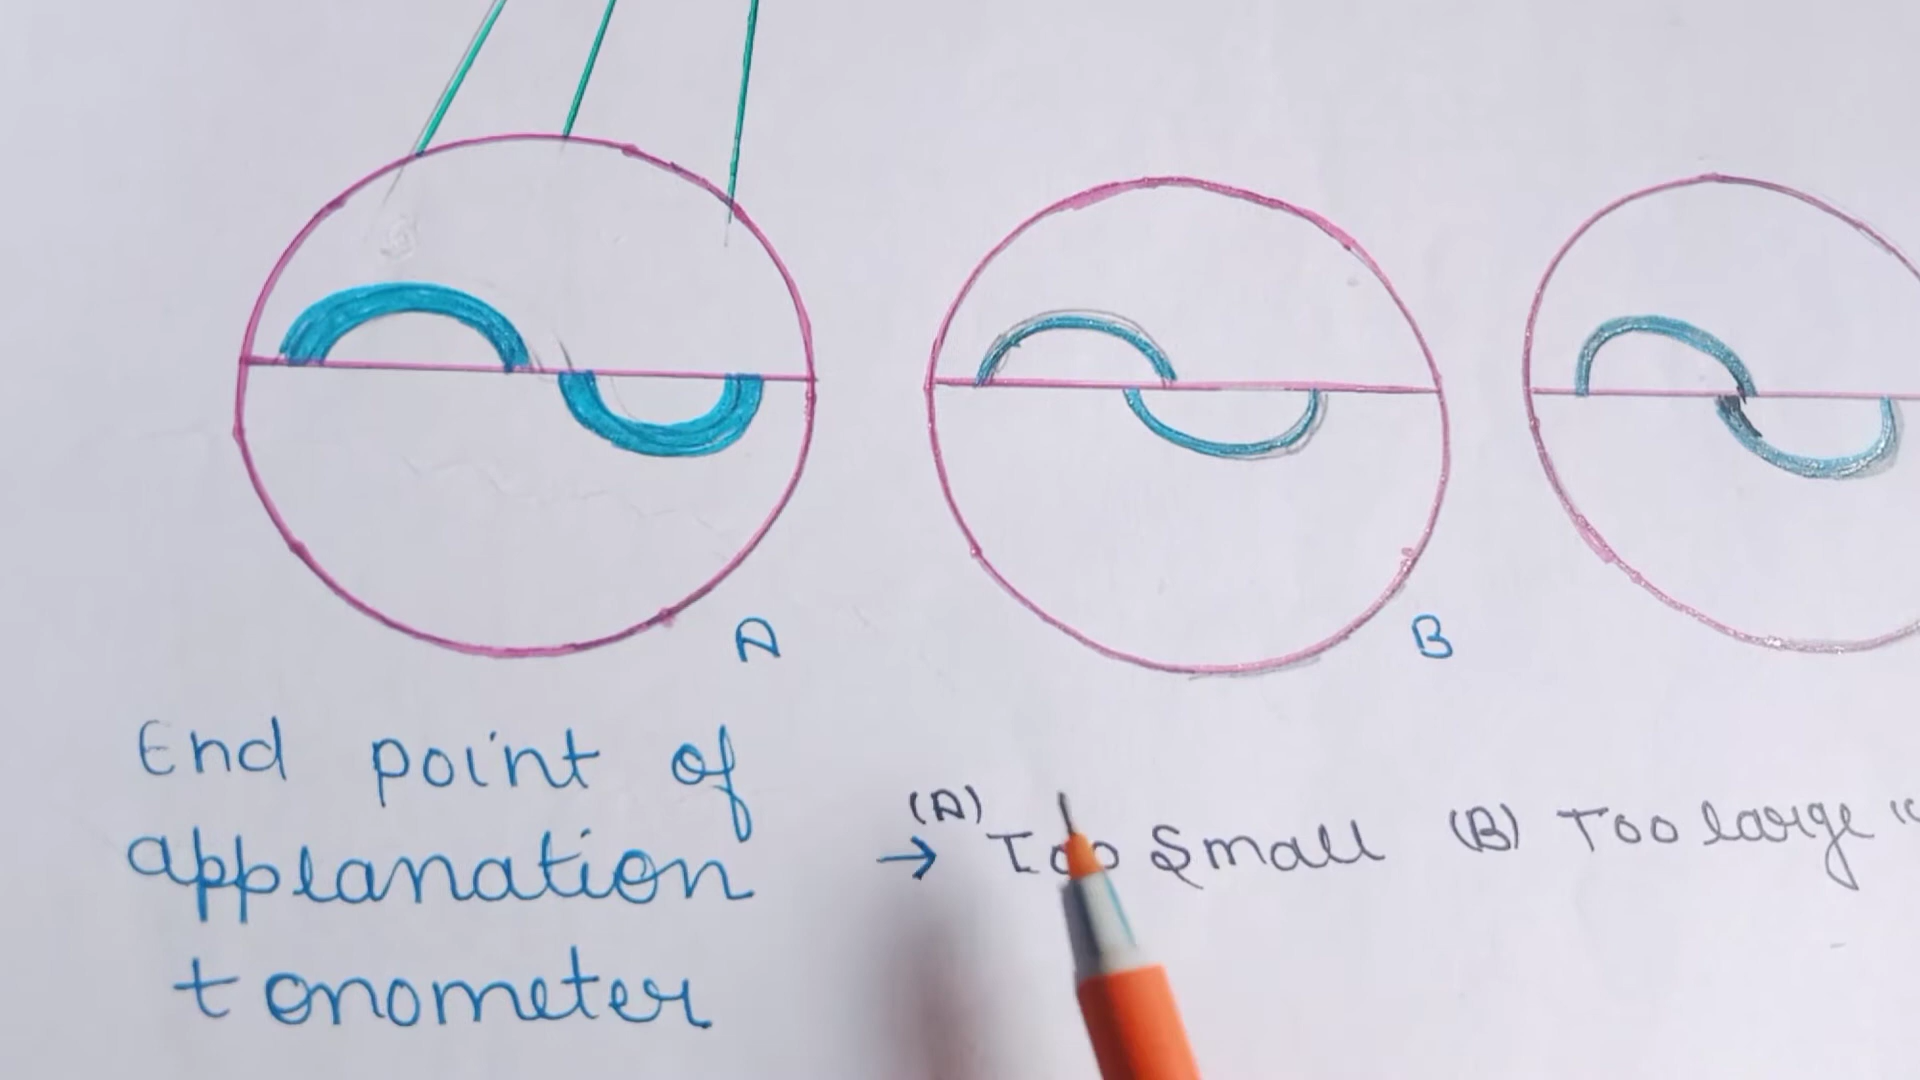 A
B
End point of
applanation
tonometer
(A)
→ Too Small (B) Too large